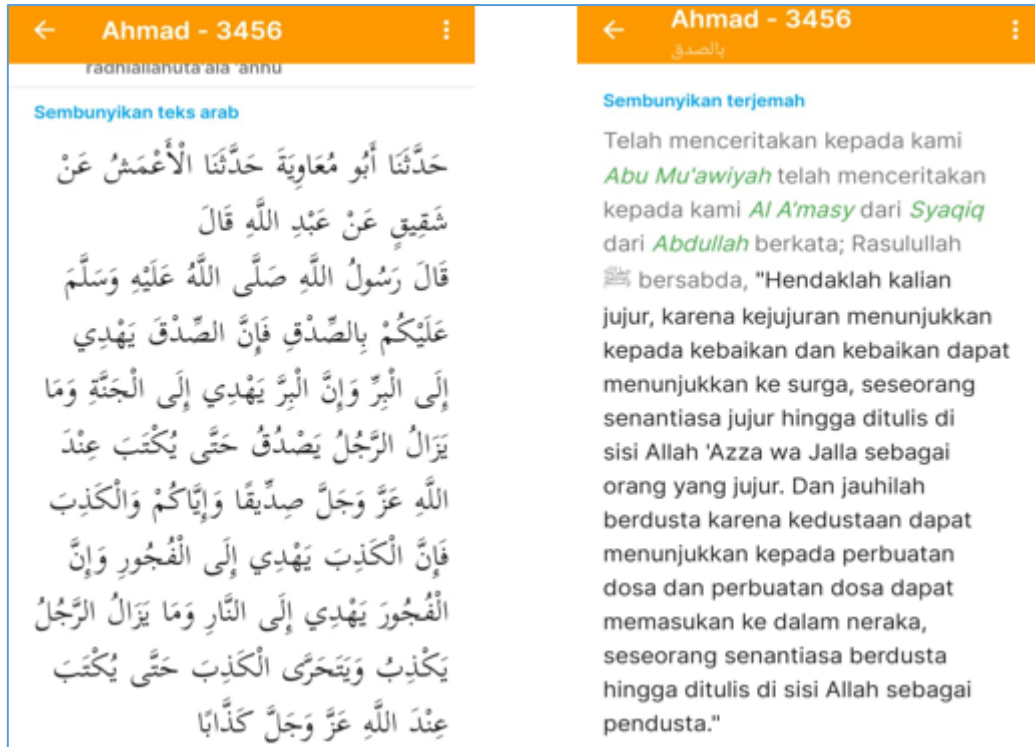 Ahmad - 3456
radhiallahuta'ala 'anhu
Sembunyikan teks arab
حَدَّثَنَا أَبُو مُعَاوِيَةَ حَدَّثَنَا الْأَعْمَشُ عَنْ
شَقِيقٍ عَنْ عَبْدِ اللَّهِ قَالَ
قَالَ رَسُولُ اللَّهِ صَلَّى اللَّهُ عَلَيْهِ وَسَلَّمَ
عَلَيْكُمْ بِالصِّدْقِ فَإِنَّ الصِّدْقَ يَهْدِي
إِلَى الْبِرِّ وَإِنَّ الْبِرَّ يَهْدِي إِلَى الْجَنَّةِ وَمَا
يَزَالُ الرَّجُلُ يَصْدُقُ حَتَّى يُكْتَبَ عِنْدَ
اللَّهِ عَزَّ وَجَلَّ صِدِّيقًا وَإِيَّاكُمْ وَالْكَذِبَ
فَإِنَّ الْكَذِبَ يَهْدِي إِلَى الْفُجُورِ وَإِنَّ
الْفُجُورَ يَهْدِي إِلَى النَّارِ وَمَا يَزَالُ الرَّجُلُ
يَكْذِبُ وَيَتَحَرَّى الْكَذِبَ حَتَّى يُكْتَبَ
عِنْدَ اللَّهِ عَزَّ وَجَلَّ كَذَّابًا
Ahmad - 3456
بالصدق
Sembunyikan terjemah
Telah menceritakan kepada kami
Abu Mu'awiyah telah menceritakan
kepada kami Al A'masy dari Syaqiq
dari Abdullah berkata; Rasulullah
ﷺ bersabda, "Hendaklah kalian
jujur, karena kejujuran menunjukkan
kepada kebaikan dan kebaikan dapat
menunjukkan ke surga, seseorang
senantiasa jujur hingga ditulis di
sisi Allah 'Azza wa Jalla sebagai
orang yang jujur. Dan jauhilah
berdusta karena kedustaan dapat
menunjukkan kepada perbuatan
dosa dan perbuatan dosa dapat
memasukan ke dalam neraka,
seseorang senantiasa berdusta
hingga ditulis di sisi Allah sebagai
pendusta."